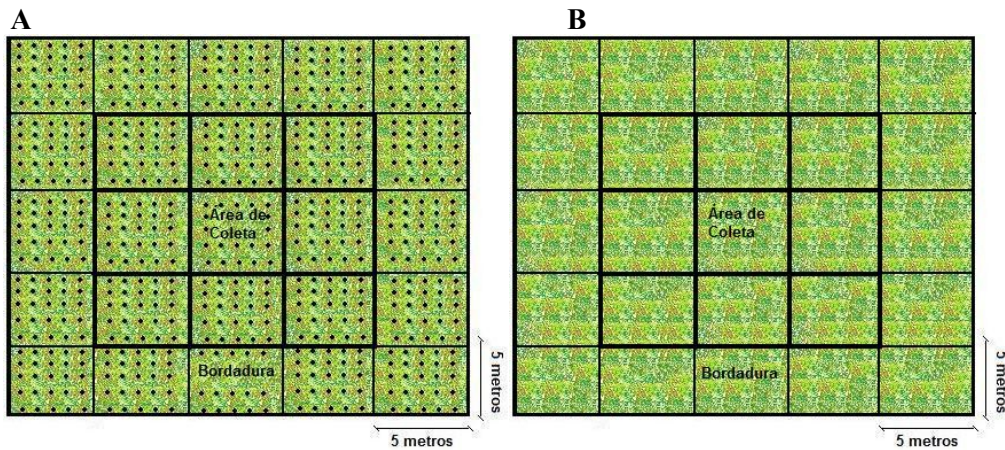 A
B
Área de
Coleta
Bordadura
5 metros
5 metros
Área de
Coleta
Bordadura
5 metros
5 metros